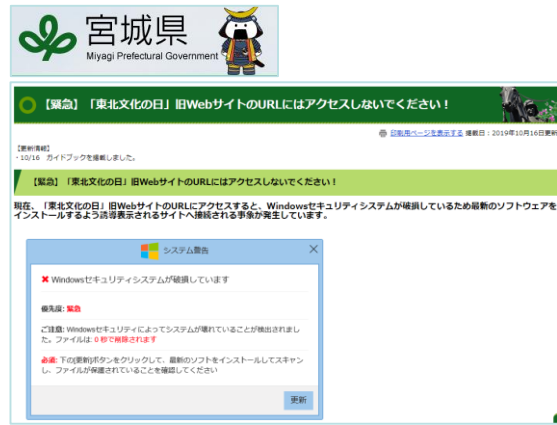 宮城県
Miyagi Prefectural Government
【緊急】「東北文化の日」旧WebサイトのURLにはアクセスしないでください！
印刷用ページを表示する 掲載日：2019年10月16日更新
【更新情報】
・10/16 ガイドブックを掲載しました。
【緊急】「東北文化の日」旧WebサイトのURLにはアクセスしないでください！
現在、「東北文化の日」旧WebサイトのURLにアクセスすると、Windowsセキュリティシステムが破損しているため最新のソフトウェアを
インストールするよう誘導表示されるサイトへ接続される事象が発生しています。
システム警告
Windowsセキュリティシステムが破損しています
優先度: 緊急
ご注意: Windowsセキュリティによってシステムが壊れていることが検出されまし
た。ファイルは 0 秒で削除されます
必須: 下の[更新]ボタンをクリックして、最新のソフトをインストールしてスキャン
し、ファイルが保護されていることを確認してください
更新